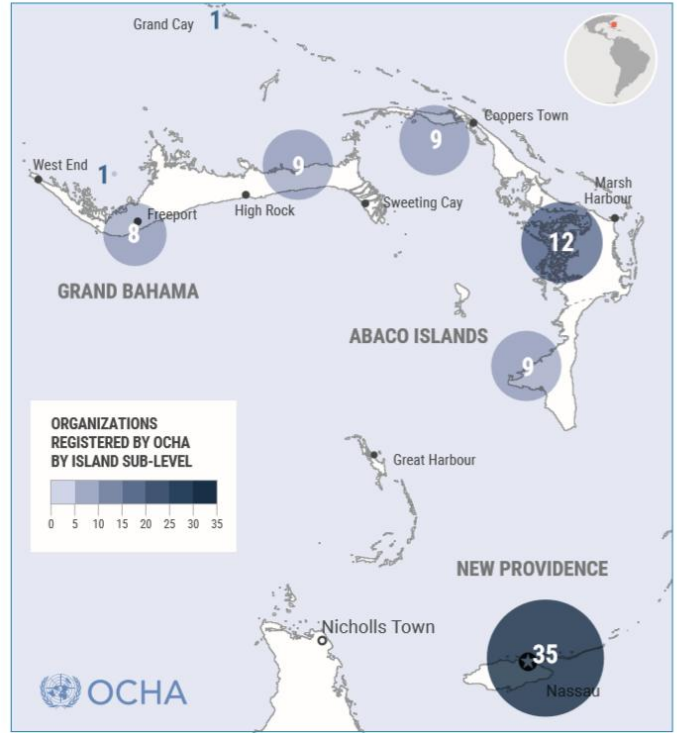 Grand Cay
1
Coopers Town
9
West End
1
9
Marsh
Harbour
Freeport
High Rock
Sweeting Cay
8
12
GRAND BAHAMA
ABACO ISLANDS
9
ORGANIZATIONS
REGISTERED BY OCHA
BY ISLAND SUB-LEVEL
0 5 10 15 20 25 30 35
Great Harbour
NEW PROVIDENCE
Nicholls Town
35
Nassau
OCHA